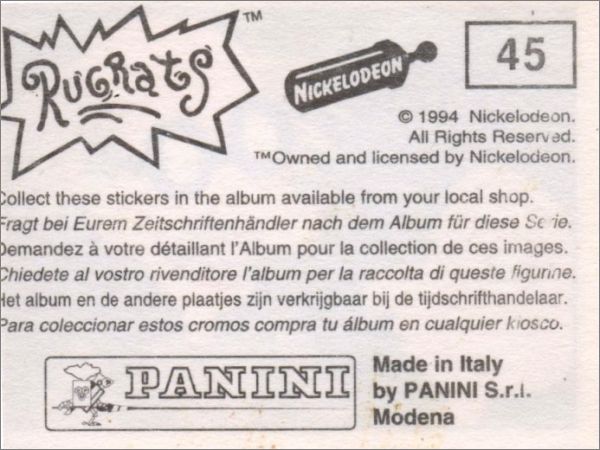 RUGRATS TM
NICKELODEON
45
© 1994 Nickelodeon.
All Rights Reserved.
TMOwned and licensed by Nickelodeon.
Collect these stickers in the album available from your local shop.
Fragt bei Eurem Zeitschriftenhändler nach dem Album für diese Serie.
Demandez à votre détaillant l'Album pour la collection de ces images.
Chiedete al vostro rivenditore l'album per la raccolta di queste figurine.
Het album en de andere plaatjes zijn verkrijgbaar bij de tijdschrifthandelaar.
Para coleccionar estos cromos compra tu álbum en cualquier kiosco.
PANINI
Made in Italy
by PANINI S.r.l.
Modena